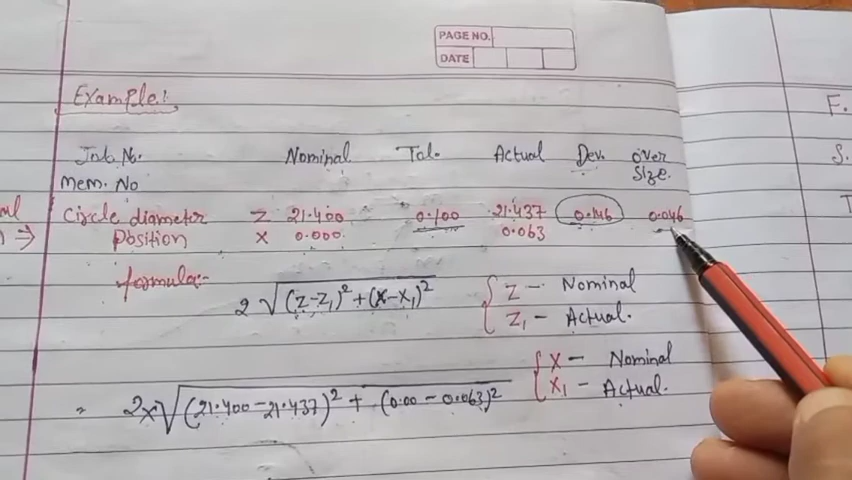 PAGE NO.
DATE
Example:
Int. No. Nominal Tol. Actual Dev. over size.
Mem. No
Circle diameter Z 21.400 0.100 21.437 0.146 0.046
Position X 0.000 0.063
formula:-
2 √(Z-Z₁)² + (X-X₁)²
Z - Nominal
Z₁ - Actual.
X - Nominal
X₁ - Actual.
2x√(21.400-21.437)² + (0.00 - 0.063)²
F.
S.